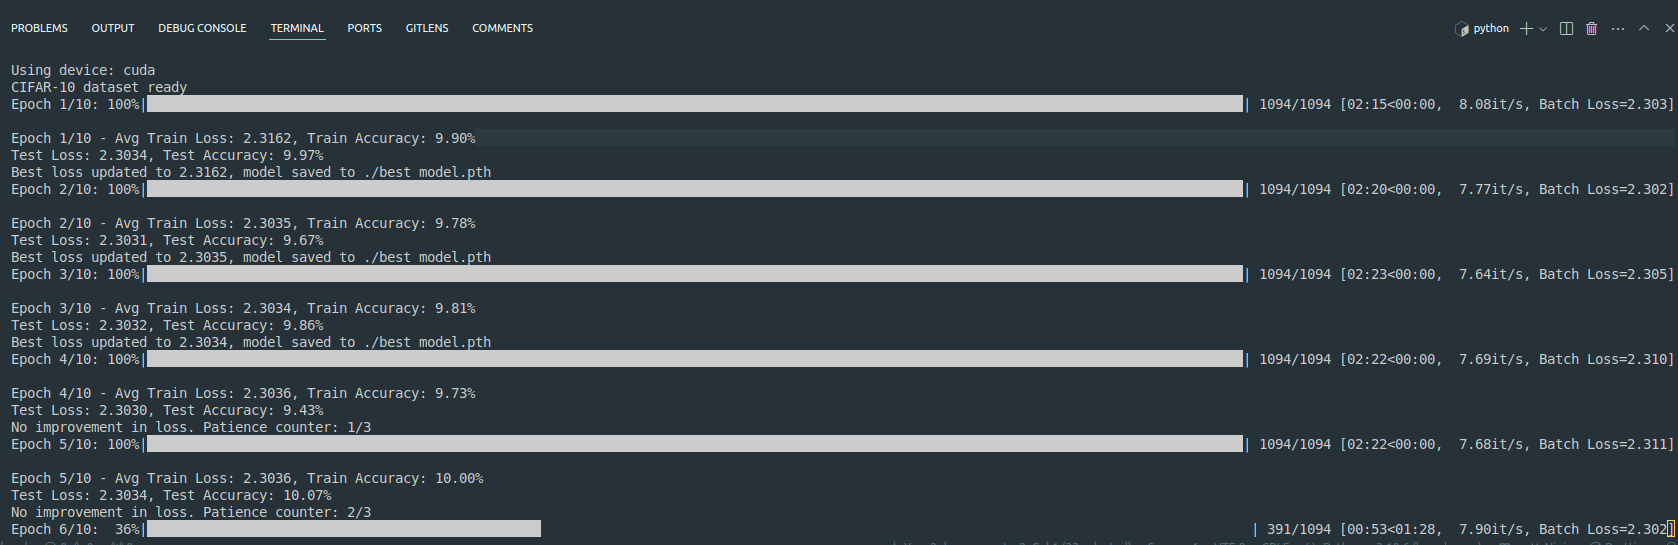 PROBLEMS OUTPUT DEBUG CONSOLE TERMINAL PORTS GITLENS COMMENTS python
Using device: cuda
CIFAR-10 dataset ready
Epoch 1/10: 100%| | 1094/1094 [02:15<00:00, 8.08it/s, Batch Loss=2.303]
Epoch 1/10 - Avg Train Loss: 2.3162, Train Accuracy: 9.90%
Test Loss: 2.3034, Test Accuracy: 9.97%
Best loss updated to 2.3162, model saved to ./best_model.pth
Epoch 2/10: 100%| | 1094/1094 [02:20<00:00, 7.77it/s, Batch Loss=2.302]
Epoch 2/10 - Avg Train Loss: 2.3035, Train Accuracy: 9.78%
Test Loss: 2.3031, Test Accuracy: 9.67%
Best loss updated to 2.3035, model saved to ./best_model.pth
Epoch 3/10: 100%| | 1094/1094 [02:23<00:00, 7.64it/s, Batch Loss=2.305]
Epoch 3/10 - Avg Train Loss: 2.3034, Train Accuracy: 9.81%
Test Loss: 2.3032, Test Accuracy: 9.86%
Best loss updated to 2.3034, model saved to ./best_model.pth
Epoch 4/10: 100%| | 1094/1094 [02:22<00:00, 7.69it/s, Batch Loss=2.310]
Epoch 4/10 - Avg Train Loss: 2.3036, Train Accuracy: 9.73%
Test Loss: 2.3030, Test Accuracy: 9.43%
No improvement in loss. Patience counter: 1/3
Epoch 5/10: 100%| | 1094/1094 [02:22<00:00, 7.68it/s, Batch Loss=2.311]
Epoch 5/10 - Avg Train Loss: 2.3036, Train Accuracy: 10.00%
Test Loss: 2.3034, Test Accuracy: 10.07%
No improvement in loss. Patience counter: 2/3
Epoch 6/10: 36%| | 391/1094 [00:53<01:28, 7.90it/s, Batch Loss=2.302]